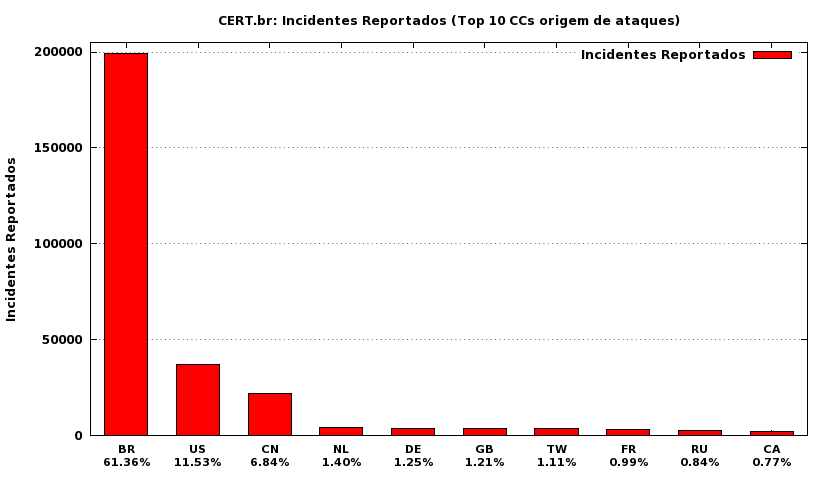 CERT.br: Incidentes Reportados (Top 10 CCs origem de ataques)
Incidentes Reportados
Incidentes Reportados
200000
150000
100000
50000
0
BR US CN NL DE GB TW FR RU CA
61.36% 11.53% 6.84% 1.40% 1.25% 1.21% 1.11% 0.99% 0.84% 0.77%